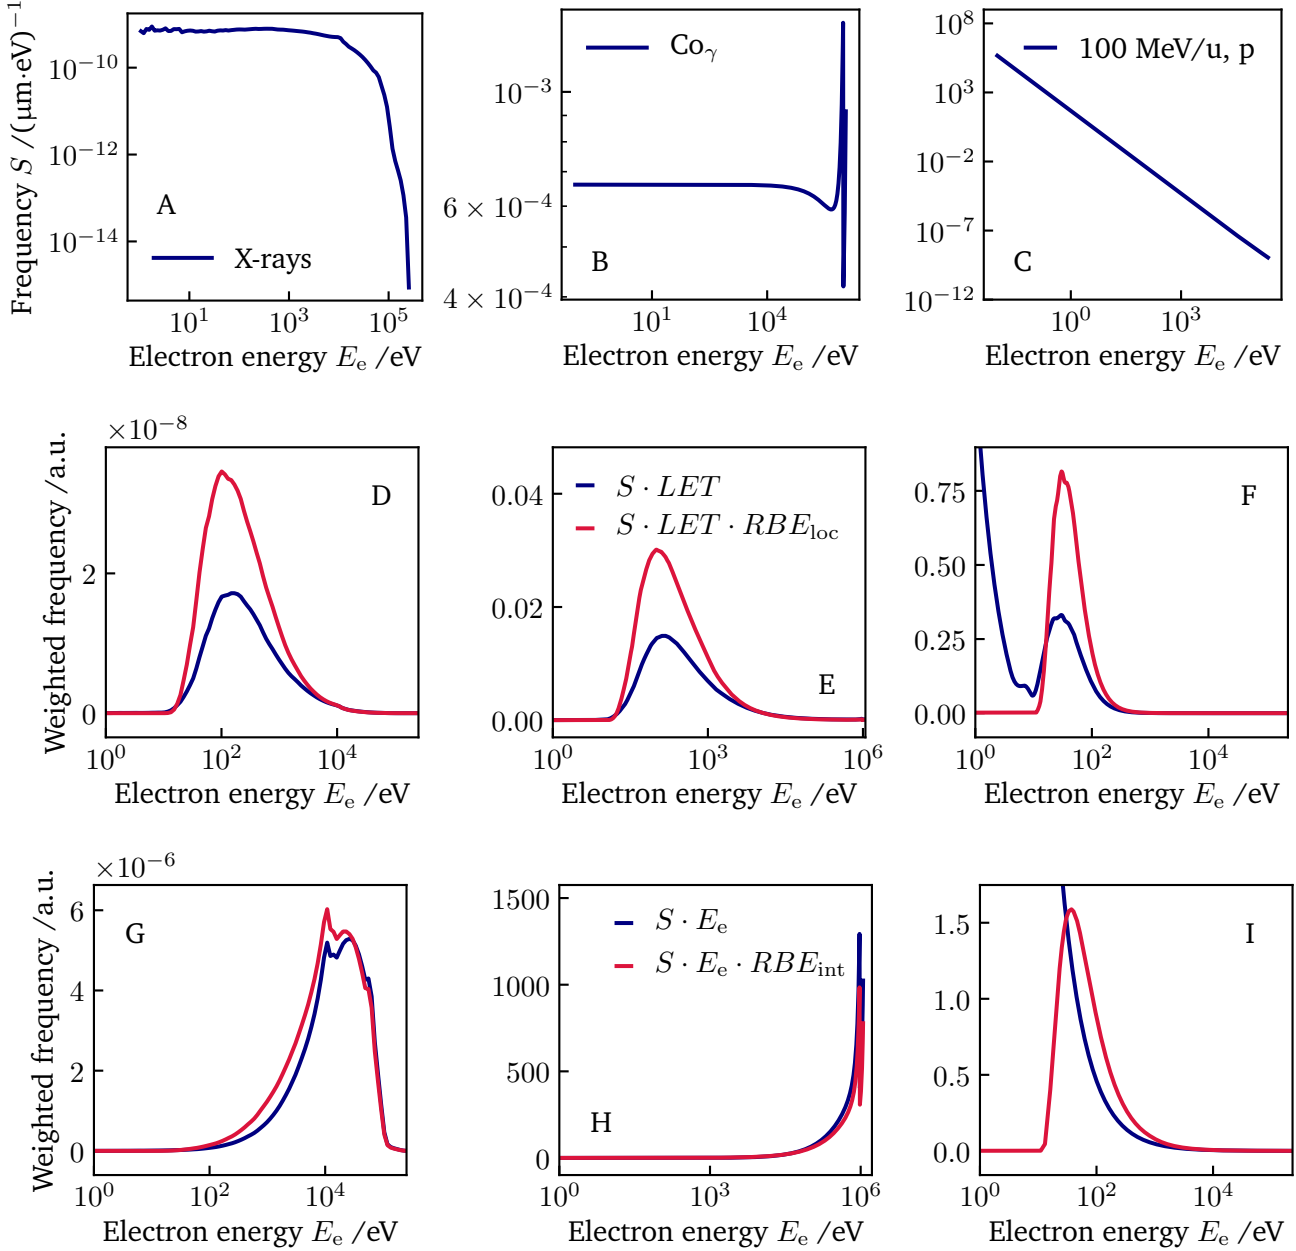 Frequency S /(µm·eV)⁻¹
10⁻¹⁰
10⁻¹²
10⁻¹⁴
A
X-rays
10¹ 10³ 10⁵
Electron energy Eₑ /eV
Coγ
10⁻³
6 × 10⁻⁴
4 × 10⁻⁴
B
10¹ 10⁴
Electron energy Eₑ /eV
100 MeV/u, p
10⁸
10³
10⁻²
10⁻⁷
10⁻¹²
C
10⁰ 10³
Electron energy Eₑ /eV
Weighted frequency /a.u.
×10⁻⁸
D
2
0
10⁰ 10² 10⁴
Electron energy Eₑ /eV
0.04
0.02
0.00
S · LET
S · LET · RBE_loc
E
10⁰ 10³ 10⁶
Electron energy Eₑ /eV
F
0.75
0.50
0.25
0.00
10⁰ 10² 10⁴
Electron energy Eₑ /eV
Weighted frequency /a.u.
×10⁻⁶
G
6
4
2
0
10⁰ 10² 10⁴
Electron energy Eₑ /eV
1500
1000
500
0
S · Eₑ
S · Eₑ · RBE_int
H
10⁰ 10³ 10⁶
Electron energy Eₑ /eV
I
1.5
1.0
0.5
0.0
10⁰ 10² 10⁴
Electron energy Eₑ /eV